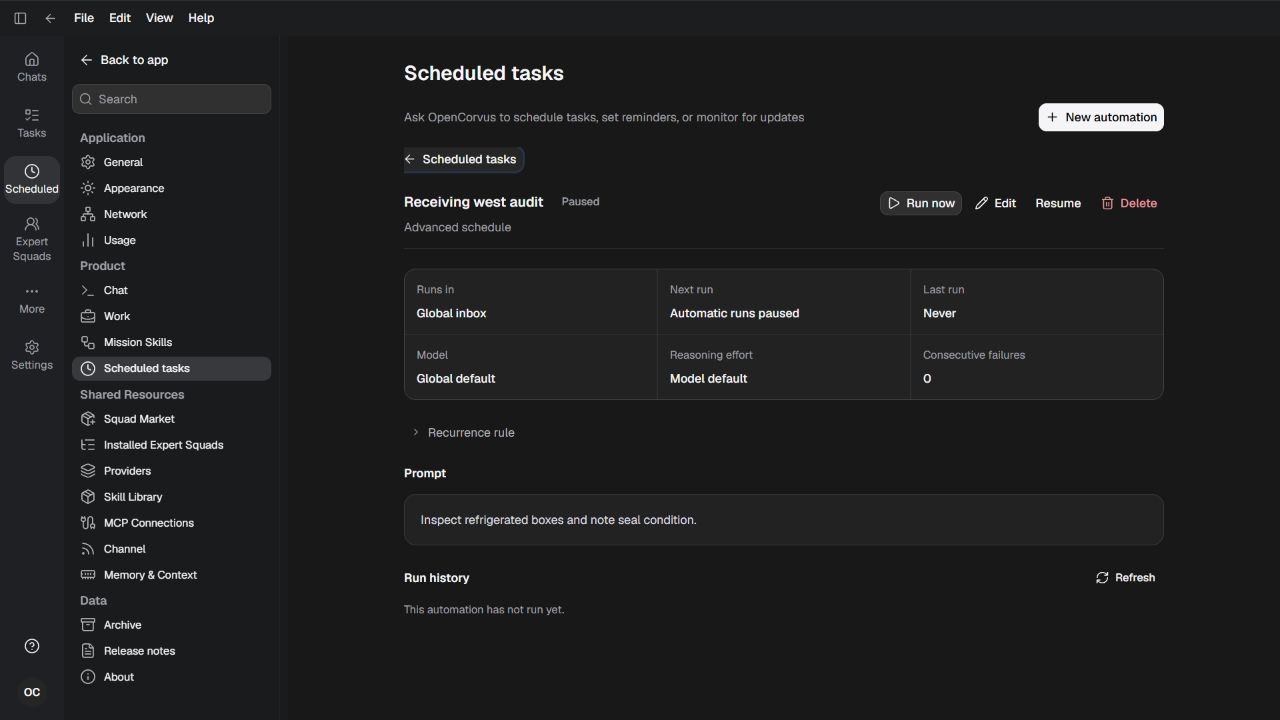 File Edit View Help
Chats
Tasks
Scheduled
Expert
Squads
More
Settings
OC
Back to app
Search
Application
General
Appearance
Network
Usage
Product
Chat
Work
Mission Skills
Scheduled tasks
Shared Resources
Squad Market
Installed Expert Squads
Providers
Skill Library
MCP Connections
Channel
Memory & Context
Data
Archive
Release notes
About
Scheduled tasks
Ask OpenCorvus to schedule tasks, set reminders, or monitor for updates
New automation
Scheduled tasks
Receiving west audit Paused
Run now Edit Resume Delete
Advanced schedule
Runs in
Global inbox
Next run
Automatic runs paused
Last run
Never
Model
Global default
Reasoning effort
Model default
Consecutive failures
0
Recurrence rule
Prompt
Inspect refrigerated boxes and note seal condition.
Run history
Refresh
This automation has not run yet.